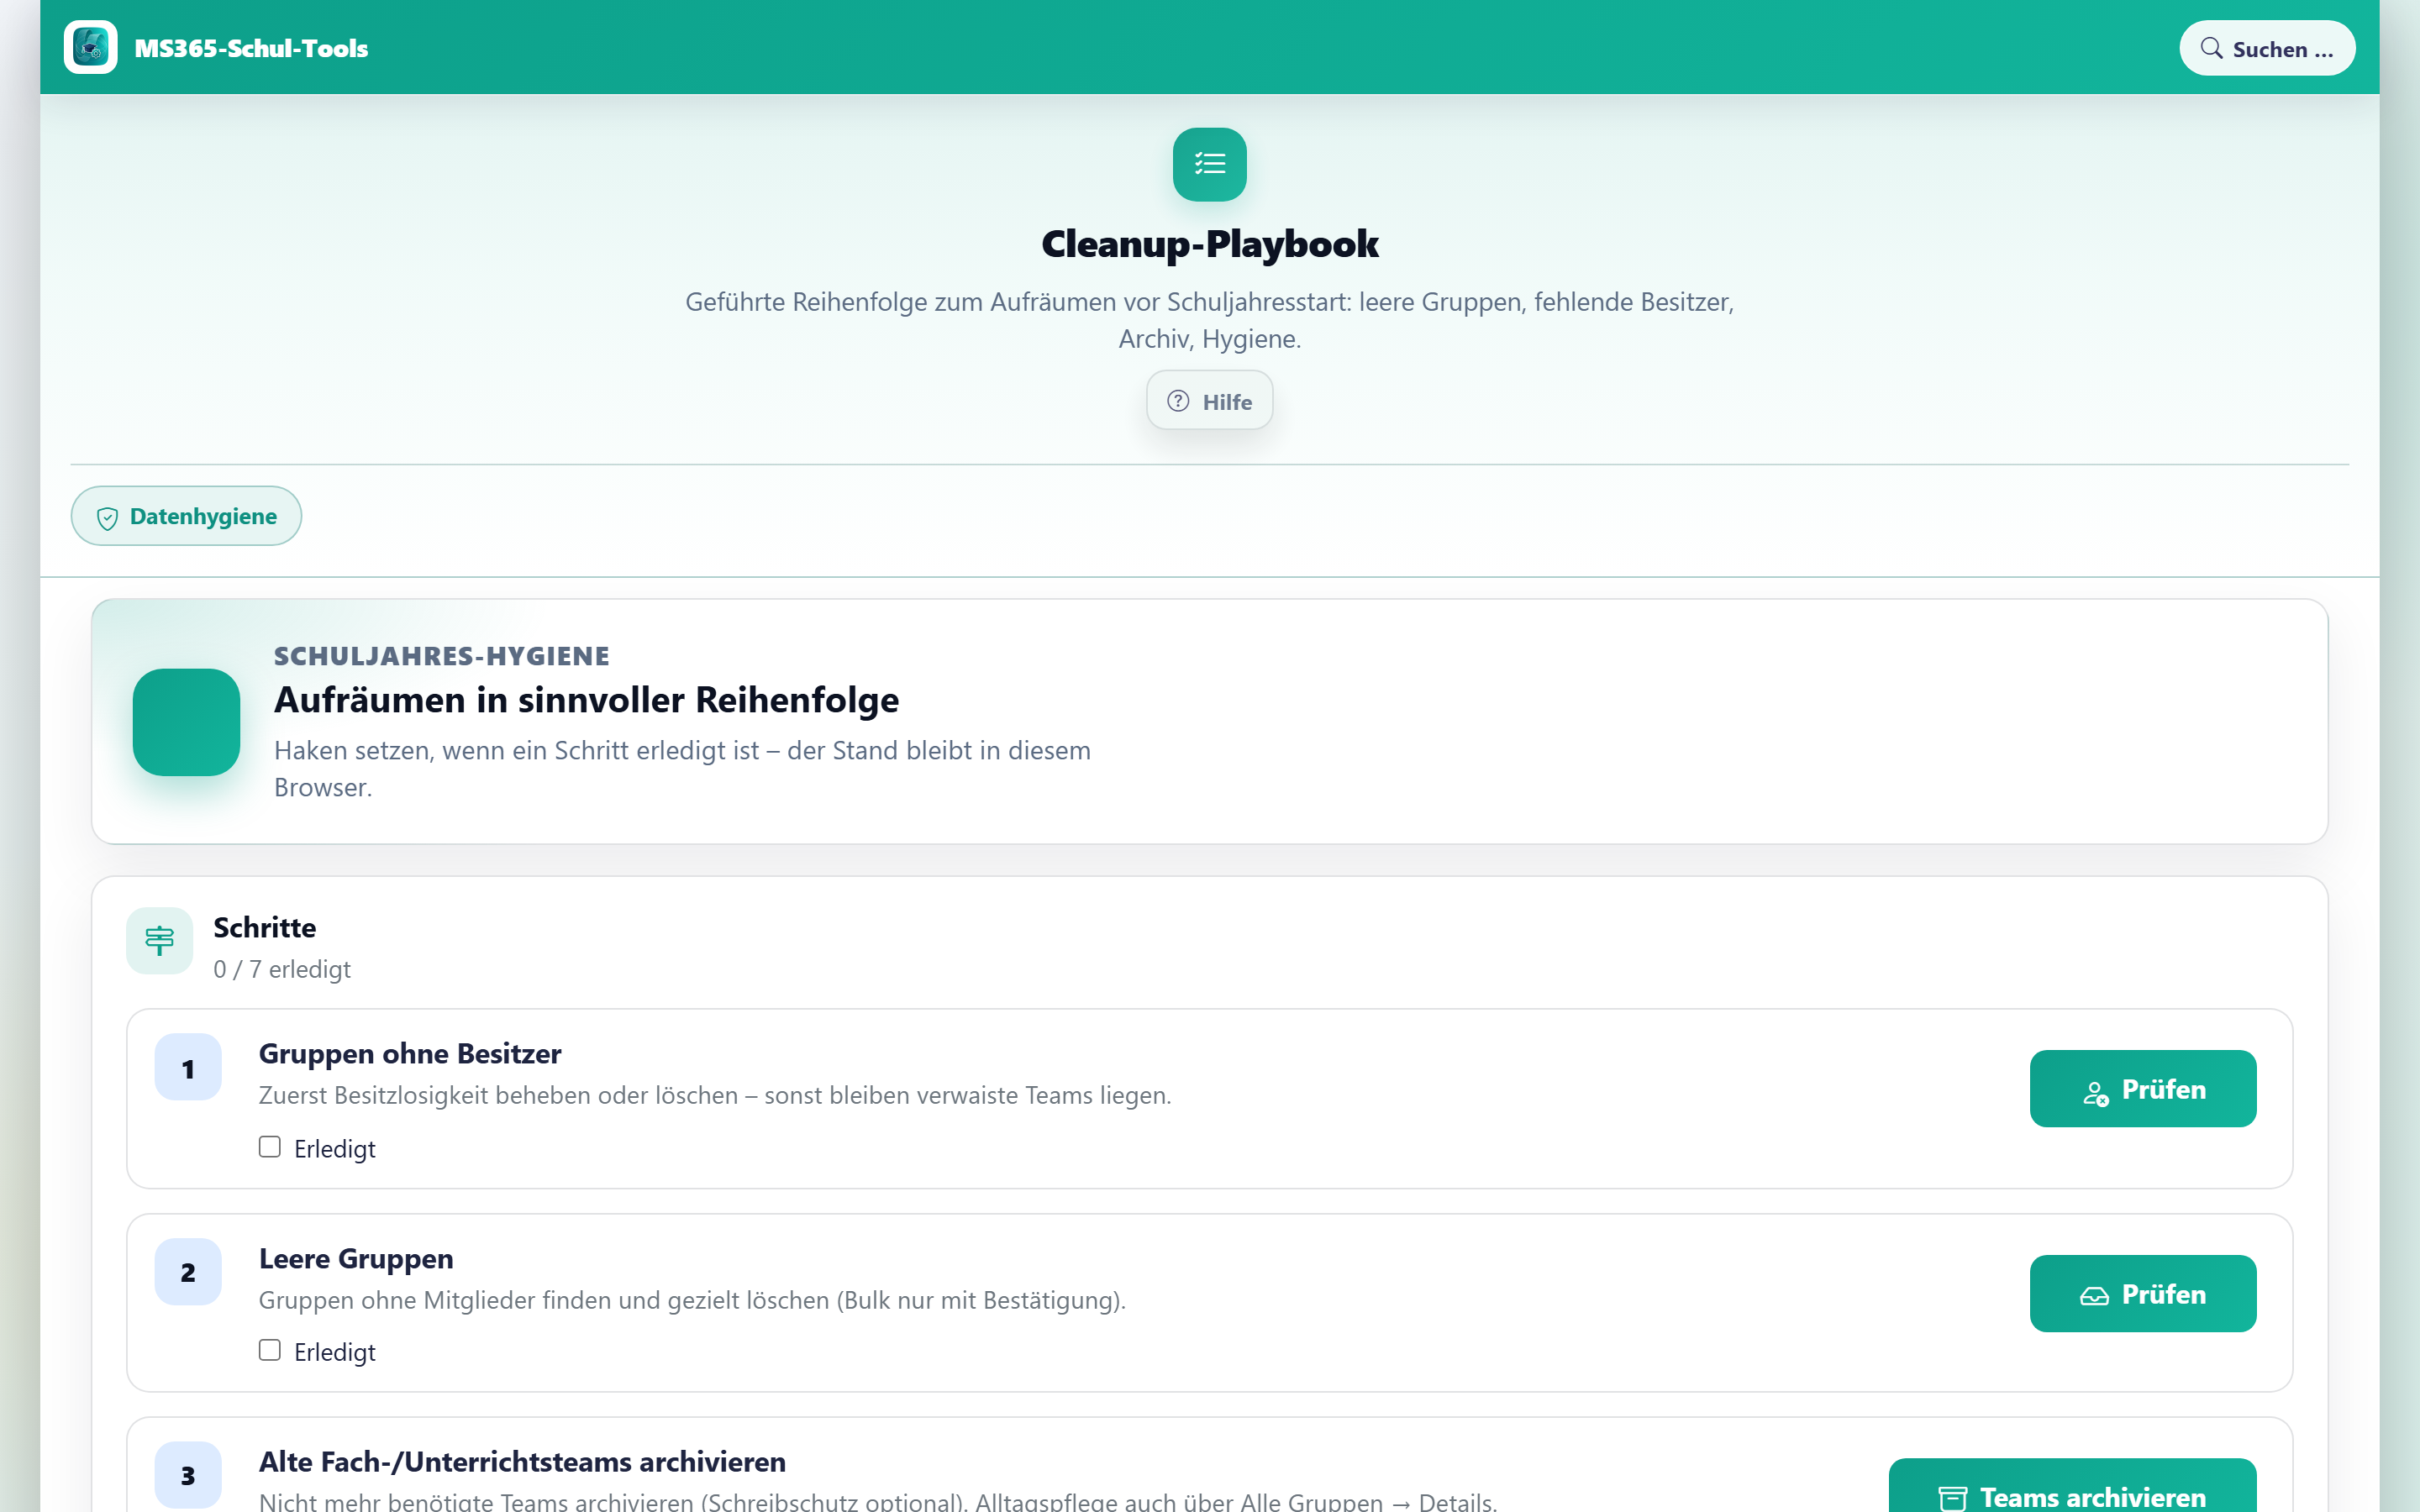 MS365-Schul-Tools
Suchen ...
Cleanup-Playbook
Geführte Reihenfolge zum Aufräumen vor Schuljahresstart: leere Gruppen, fehlende Besitzer,
Archiv, Hygiene.
Hilfe
Datenhygiene
SCHULJAHRES-HYGIENE
Aufräumen in sinnvoller Reihenfolge
Haken setzen, wenn ein Schritt erledigt ist – der Stand bleibt in diesem
Browser.
Schritte
0 / 7 erledigt
1
Gruppen ohne Besitzer
Zuerst Besitzlosigkeit beheben oder löschen – sonst bleiben verwaiste Teams liegen.
Erledigt
Prüfen
2
Leere Gruppen
Gruppen ohne Mitglieder finden und gezielt löschen (Bulk nur mit Bestätigung).
Erledigt
Prüfen
3
Alte Fach-/Unterrichtsteams archivieren
Nicht mehr benötigte Teams archivieren (Schreibschutz optional). Alltagspflege auch über Alle Gruppen → Details.
Teams archivieren